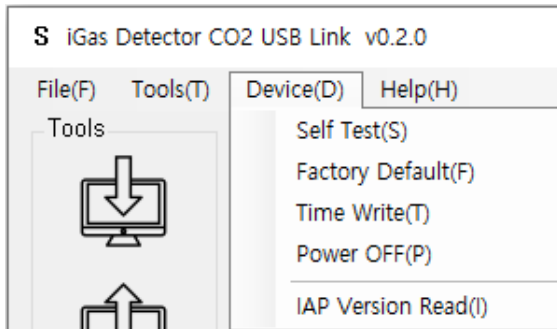 S iGas Detector CO2 USB Link v0.2.0
File(F) Tools(T) Device(D) Help(H)
Tools
Self Test(S)
Factory Default(F)
Time Write(T)
Power OFF(P)
IAP Version Read(I)